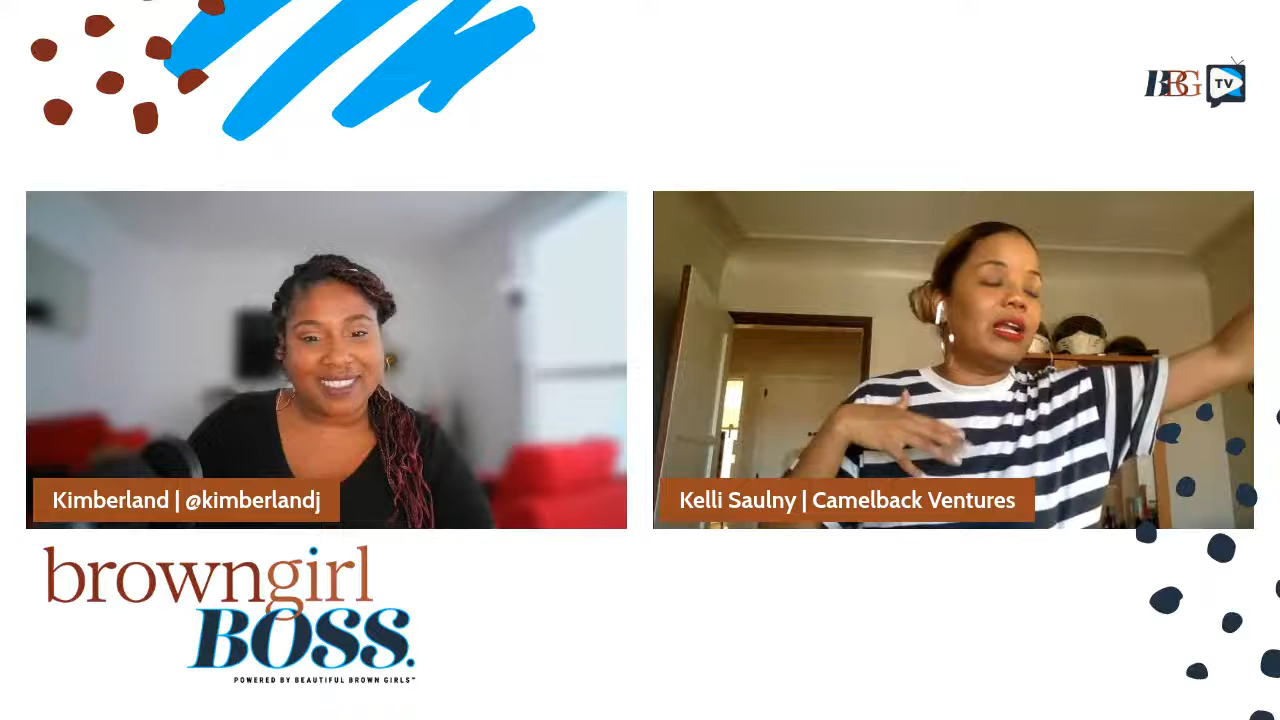 BBG TV
Kimberland | @kimberlandj
Kelli Saulny | Camelback Ventures
browngirl
BOSS.
POWERED BY BEAUTIFUL BROWN GIRLS™